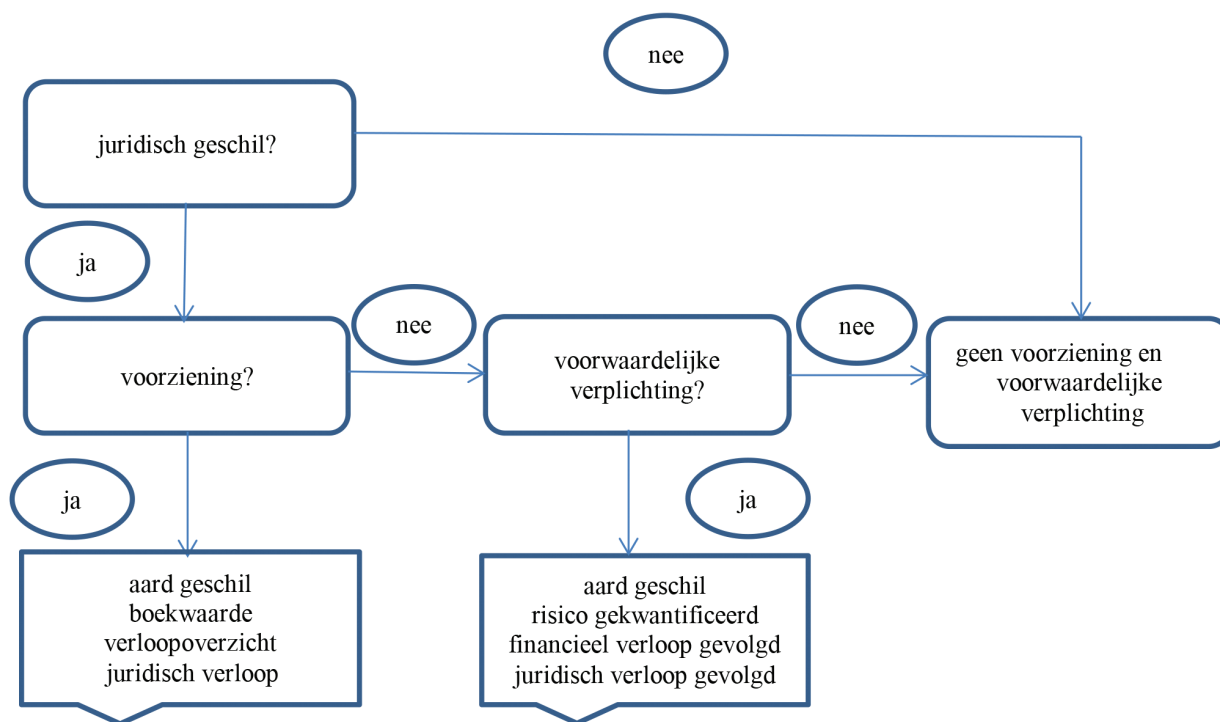 nee
juridisch geschil?
ja
voorziening?
nee
voorwaardelijke
verplichting?
nee
geen voorziening en
voorwaardelijke
verplichting
ja
ja
aard geschil
boekwaarde
verloopoverzicht
juridisch verloop
aard geschil
risico gekwantificeerd
financieel verloop gevolgd
juridisch verloop gevolgd